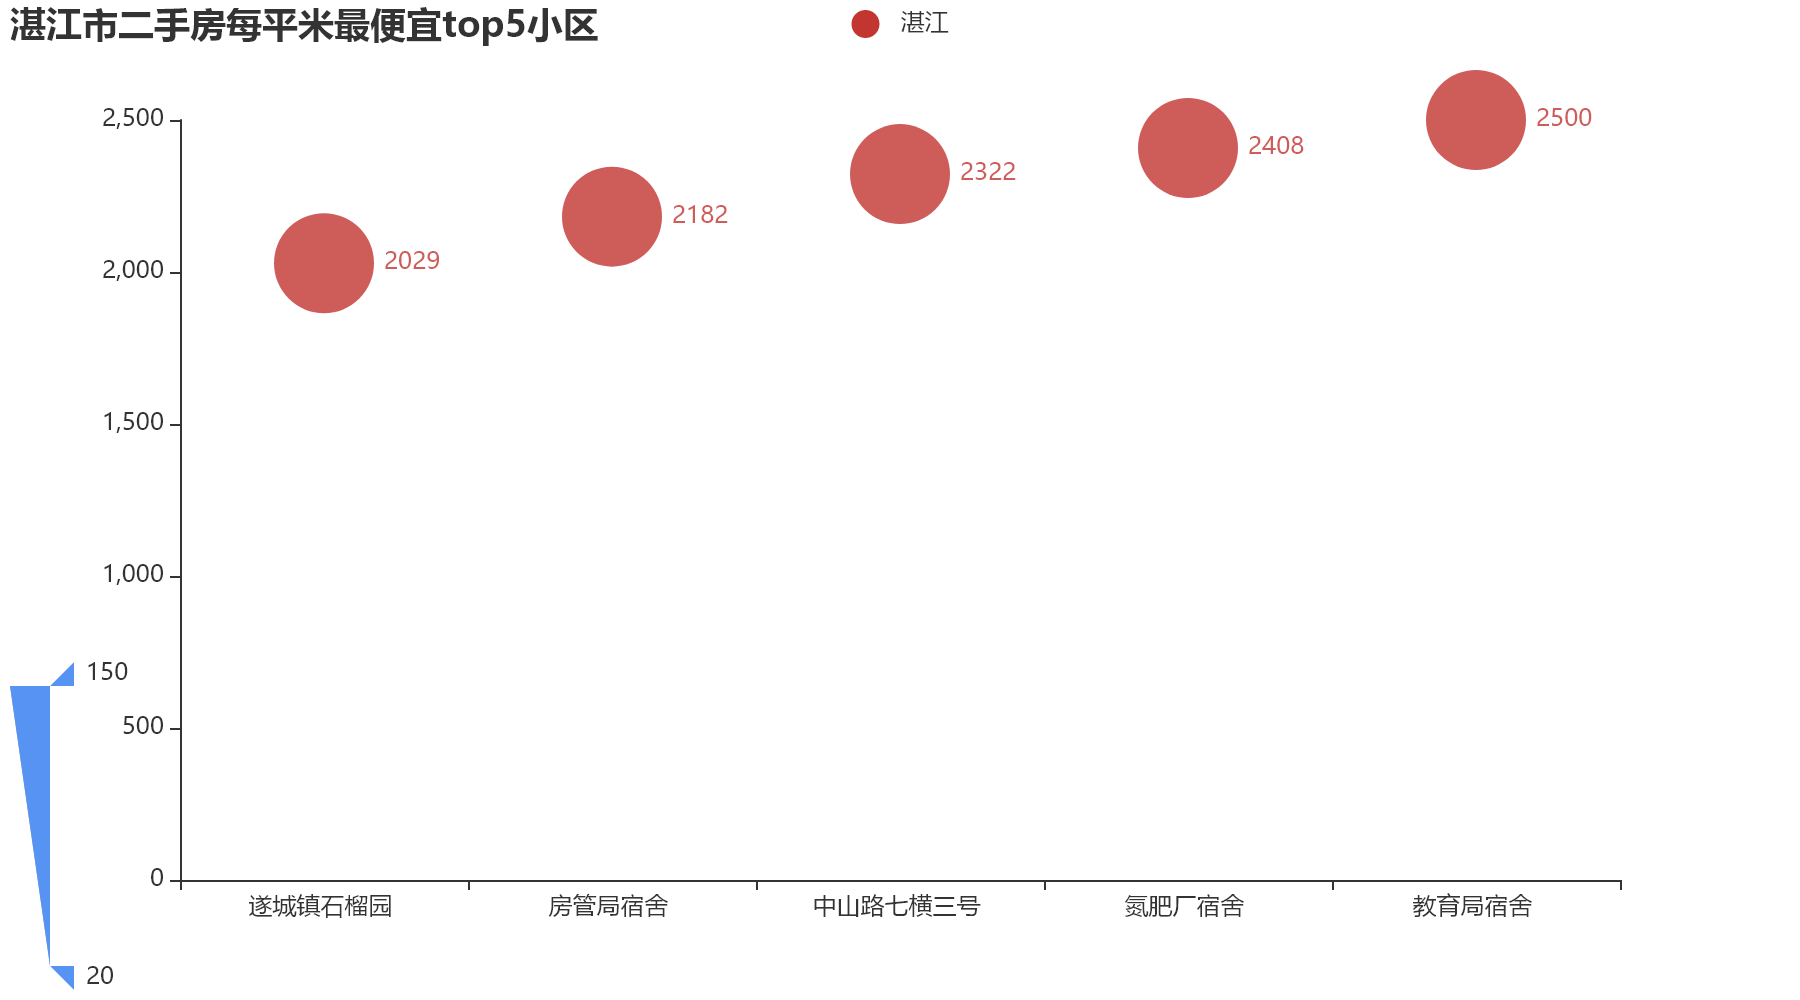 湛江市二手房每平米最便宜top5小区
湛江
2,500
2,000
1,500
1,000
500
0
2029
2182
2322
2408
2500
遂城镇石榴园
房管局宿舍
中山路七横三号
氮肥厂宿舍
教育局宿舍
150
20